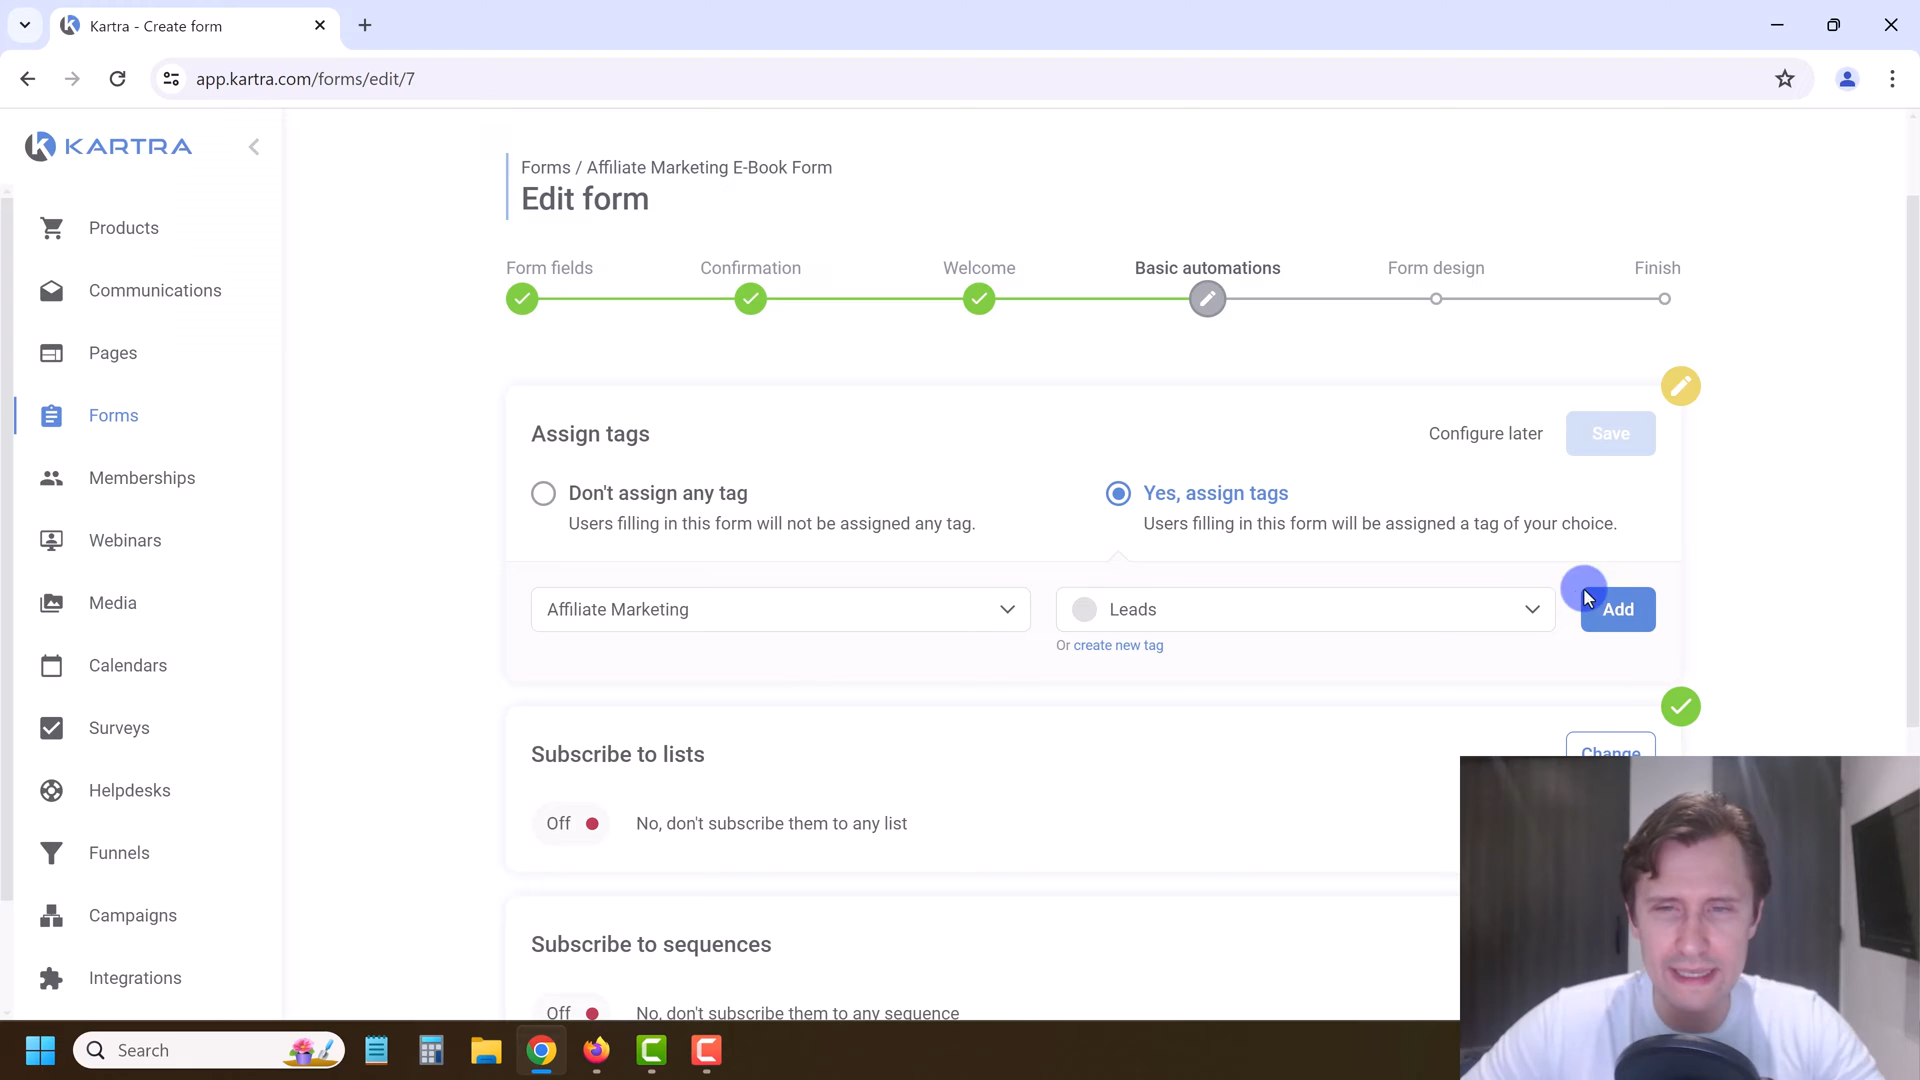 Kartra - Create form
app.kartra.com/forms/edit/7
KARTRA
Products
Communications
Pages
Forms
Memberships
Webinars
Media
Calendars
Surveys
Helpdesks
Funnels
Campaigns
Integrations
Forms / Affiliate Marketing E-Book Form
Edit form
Form fields
Confirmation
Welcome
Basic automations
Form design
Finish
Assign tags
Configure later
Save
Don't assign any tag
Users filling in this form will not be assigned any tag.
Yes, assign tags
Users filling in this form will be assigned a tag of your choice.
Affiliate Marketing
Leads
Add
Or create new tag
Subscribe to lists
Change
Off
No, don't subscribe them to any list
Subscribe to sequences
Off
No, don't subscribe them to any sequence
Search